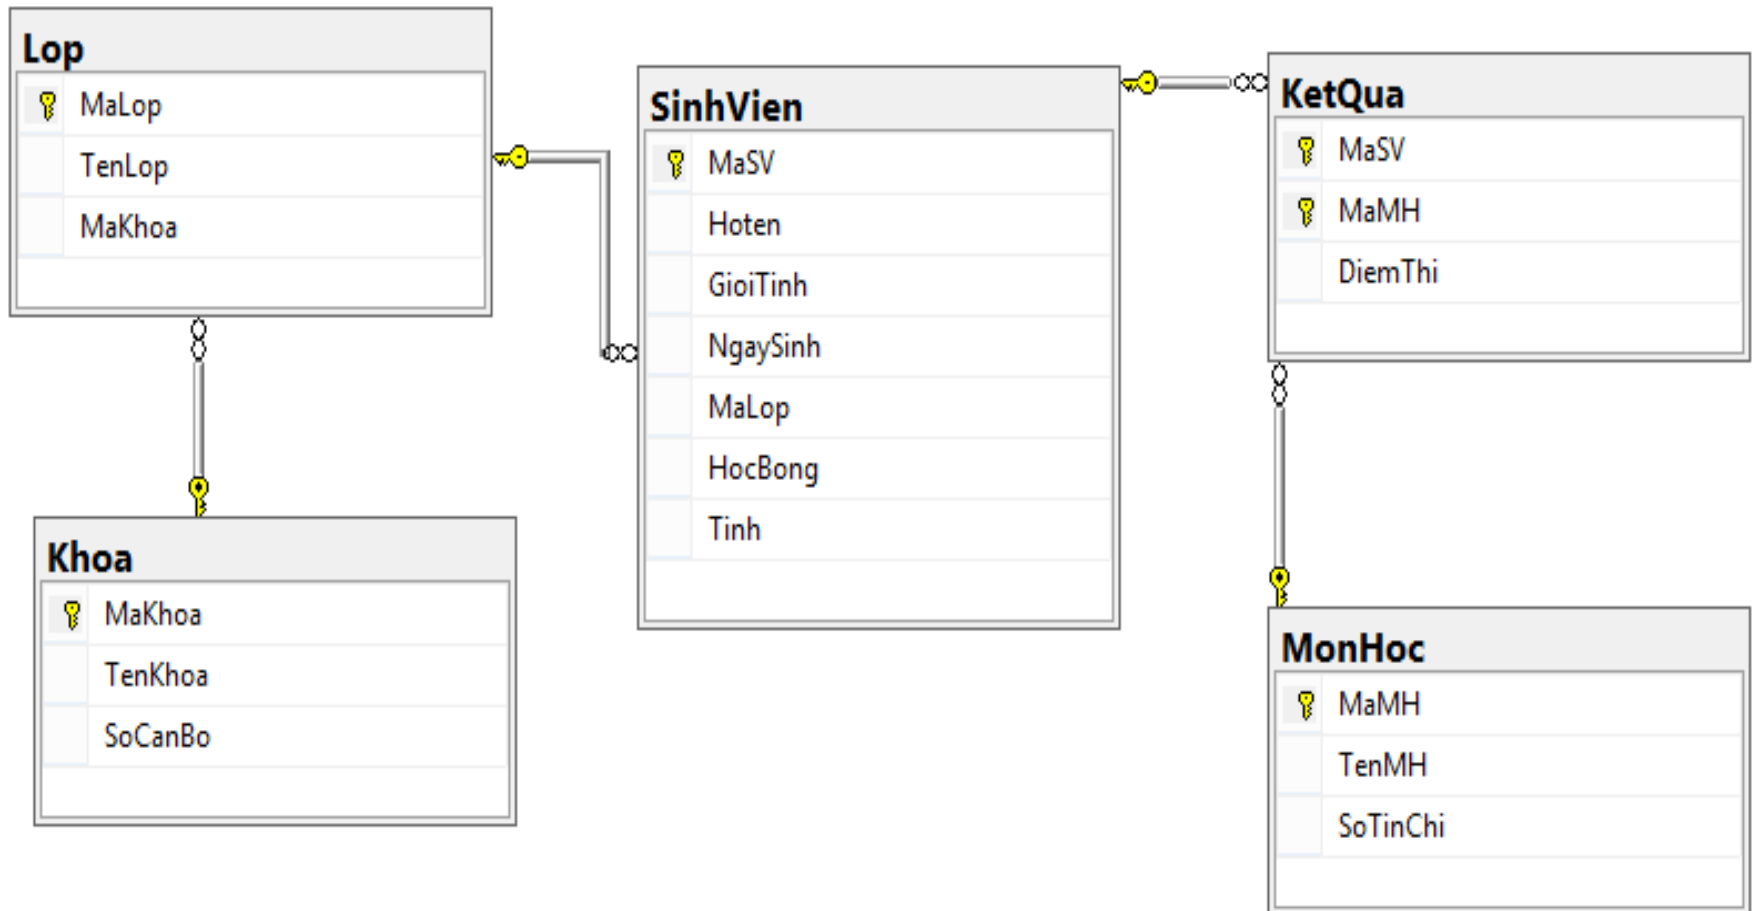 Lop
MaLop
TenLop
MaKhoa
Khoa
MaKhoa
TenKhoa
SoCanBo
SinhVien
MaSV
Hoten
GioiTinh
NgaySinh
MaLop
HocBong
Tinh
KetQua
MaSV
MaMH
DiemThi
MonHoc
MaMH
TenMH
SoTinChi